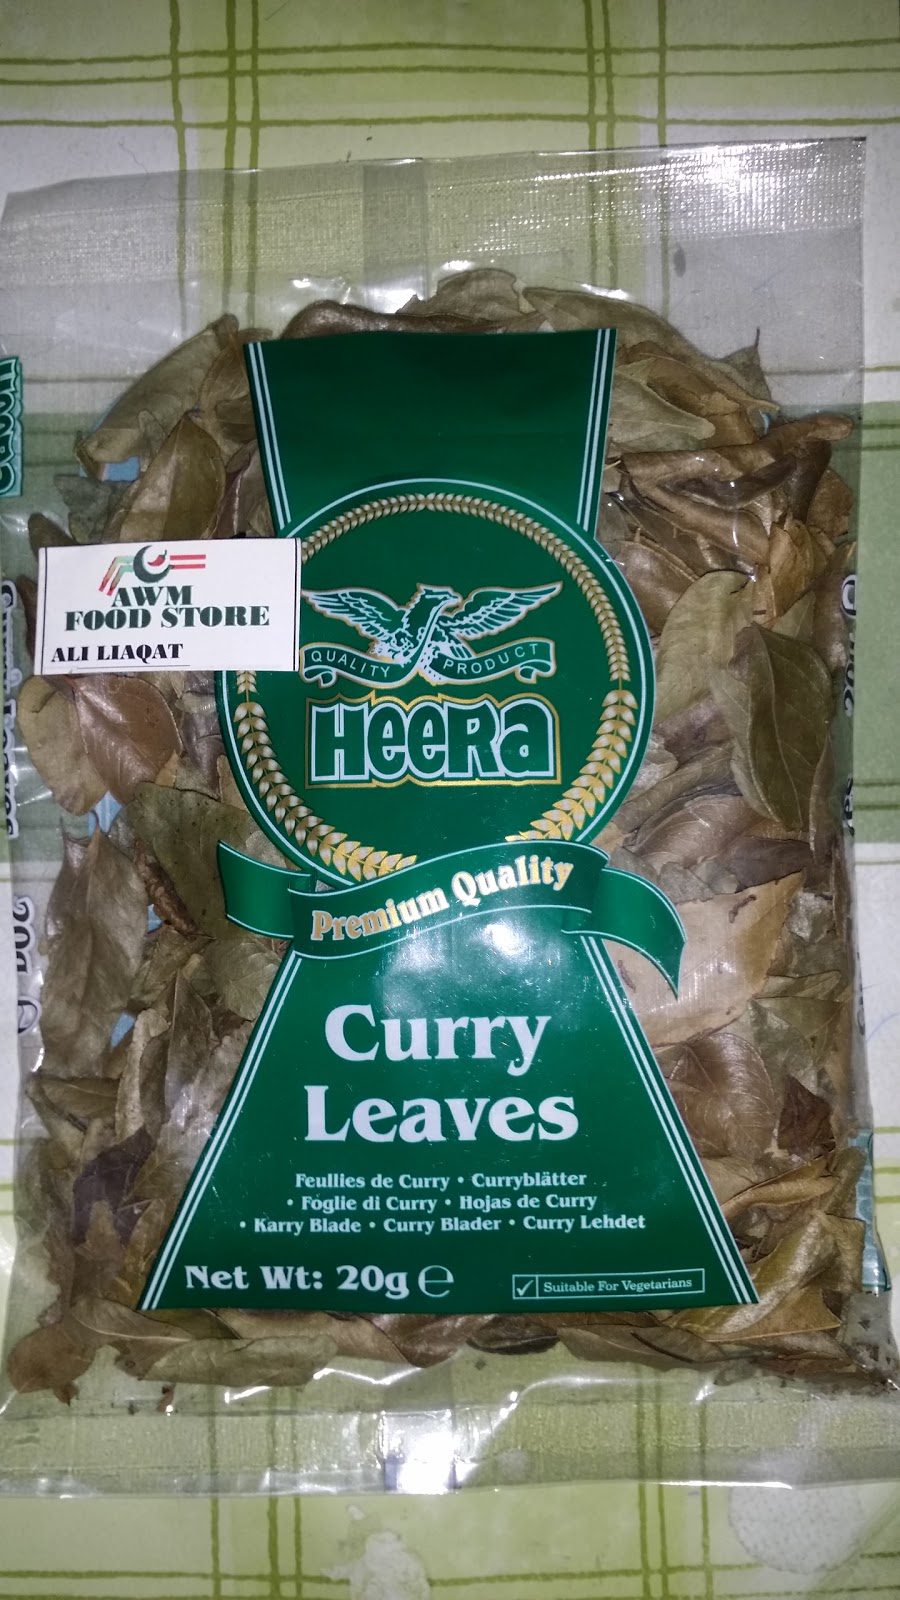 AWM
FOOD STORE
ALI LIAQAT
QUALITY PRODUCT
HeeRa
Premium Quality
Curry
Leaves
Feullies de Curry • Curryblätter
• Foglie di Curry • Hojas de Curry
• Karry Blade • Curry Blader • Curry Lehdet
Net Wt: 20g ℮
Suitable For Vegetarians